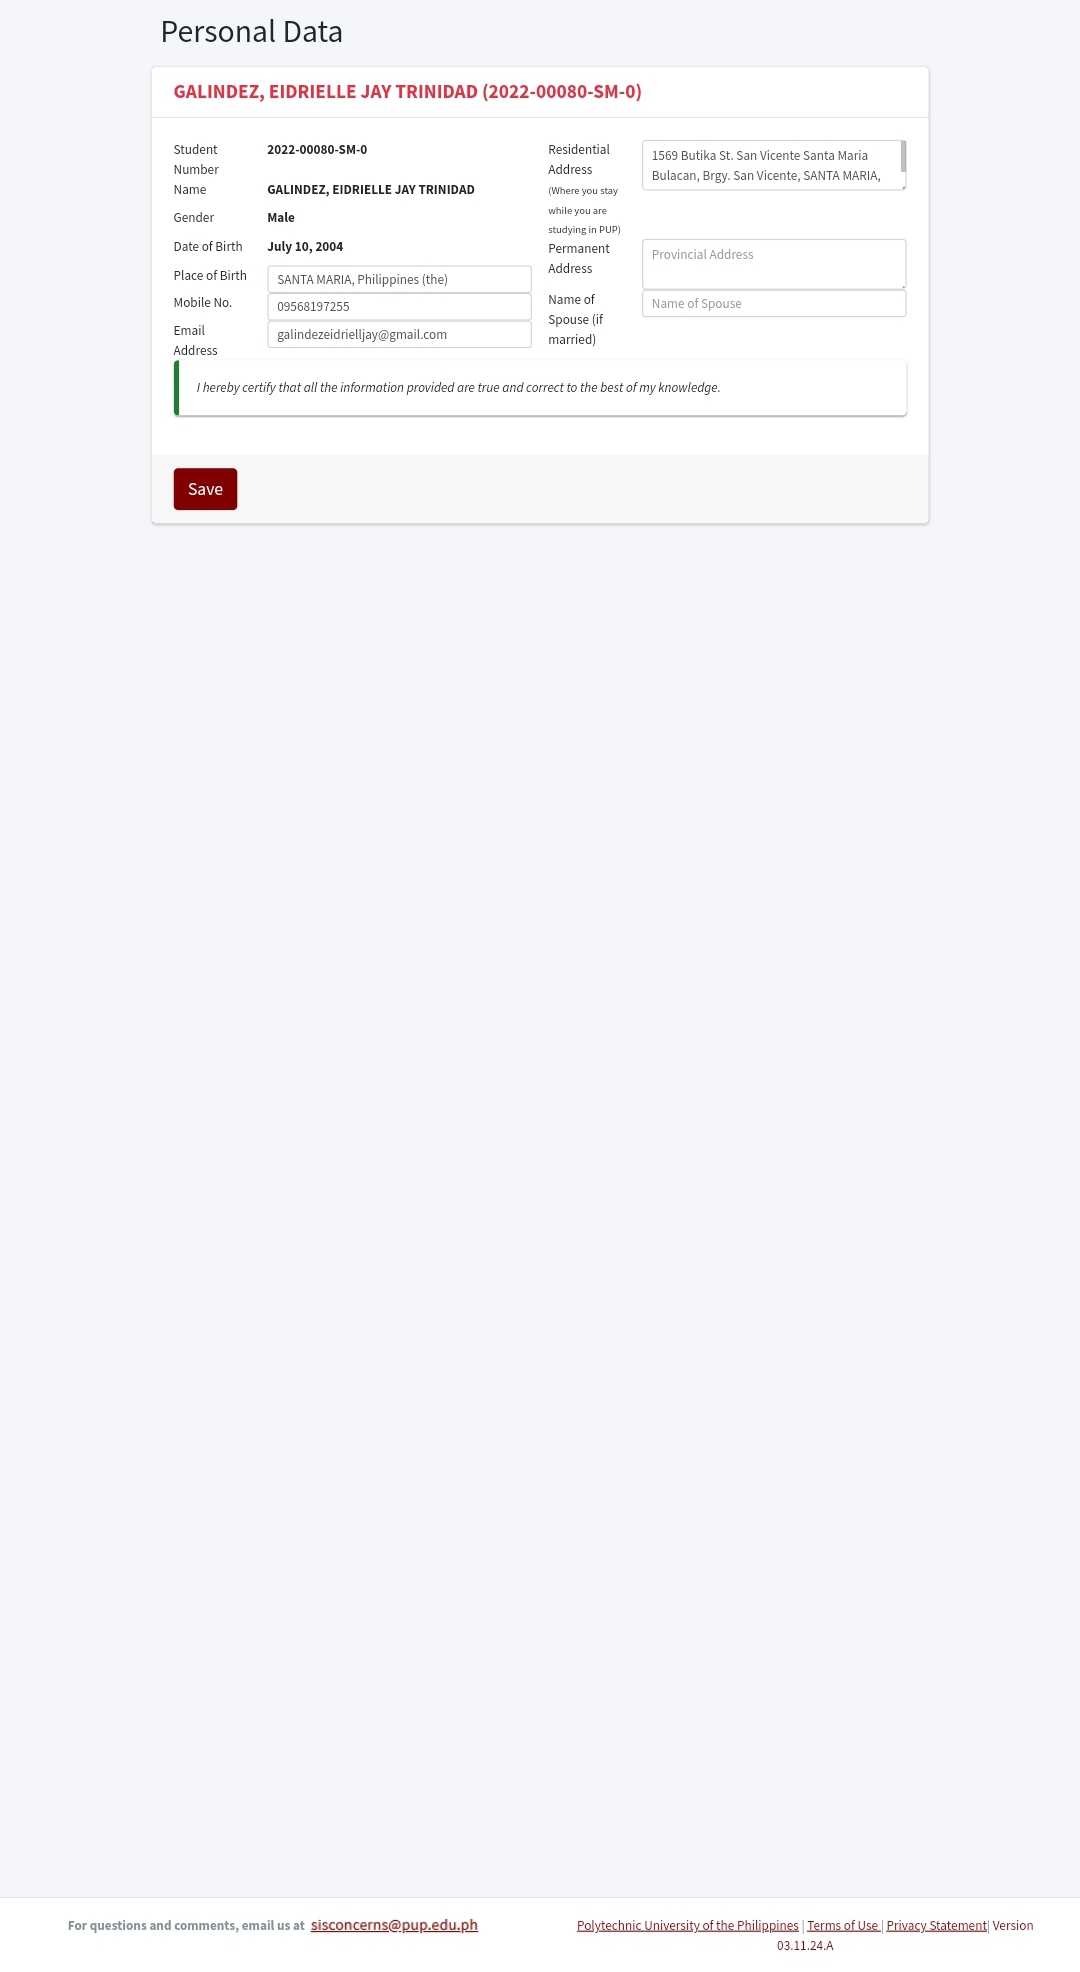 Personal Data
GALINDEZ, EIDRIELLE JAY TRINIDAD (2022-00080-SM-0)
Student
Number
2022-00080-SM-0
Name
GALINDEZ, EIDRIELLE JAY TRINIDAD
Gender
Male
Date of Birth
July 10, 2004
Place of Birth
SANTA MARIA, Philippines (the)
Mobile No.
09568197255
Email
Address
galindezeidrielljay@gmail.com
Residential
Address
(Where you stay
while you are
studying in PUP)
1569 Butika St. San Vicente Santa Maria
Bulacan, Brgy. San Vicente, SANTA MARIA,
Permanent
Address
Provincial Address
Name of
Spouse (if
married)
Name of Spouse
I hereby certify that all the information provided are true and correct to the best of my knowledge.
Save
For questions and comments, email us at sisconcerns@pup.edu.ph
Polytechnic University of the Philippines | Terms of Use | Privacy Statement| Version
03.11.24.A